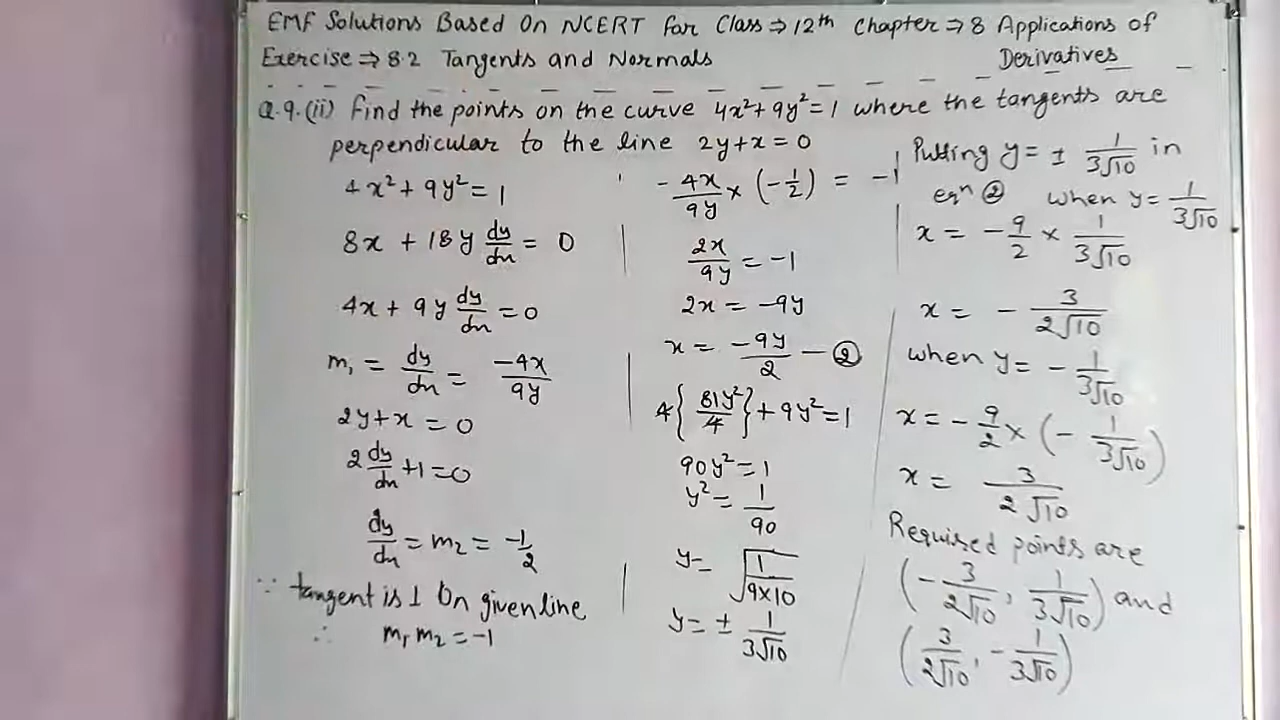 EMF Solutions Based On NCERT for Class ⇒ 12th Chapter ⇒ 8 Applications of
Exercise ⇒ 8.2 Tangents and Normals Derivatives
Q.9.(ii) Find the points on the curve 4x²+9y²=1 where the tangents are
perpendicular to the line 2y+x=0
4x²+9y²=1
8x + 18y dy/dx = 0
4x + 9y dy/dx = 0
m₁ = dy/dx = -4x/9y
2y+x=0
2 dy/dx +1=0
dy/dx = m₂ = -1/2
∵ tangent is ⊥ On given line
∴ m₁ m₂ = -1
-4x/9y × (-1/2) = -1
2x/9y = -1
2x = -9y
x = -9y/2 — ②
4{81y²/4}+9y²=1
90y²=1
y²= 1/90
y= √1/9×10
y= ± 1/3√10
Putting y= ± 1/3√10 in
eqⁿ ② when y= 1/3√10
x = -9/2 × 1/3√10
x = - 3/2√10
when y= - 1/3√10
x= -9/2 × (- 1/3√10)
x= 3/2√10
Required points are
(-3/2√10, 1/3√10) and
(3/2√10, -1/3√10)